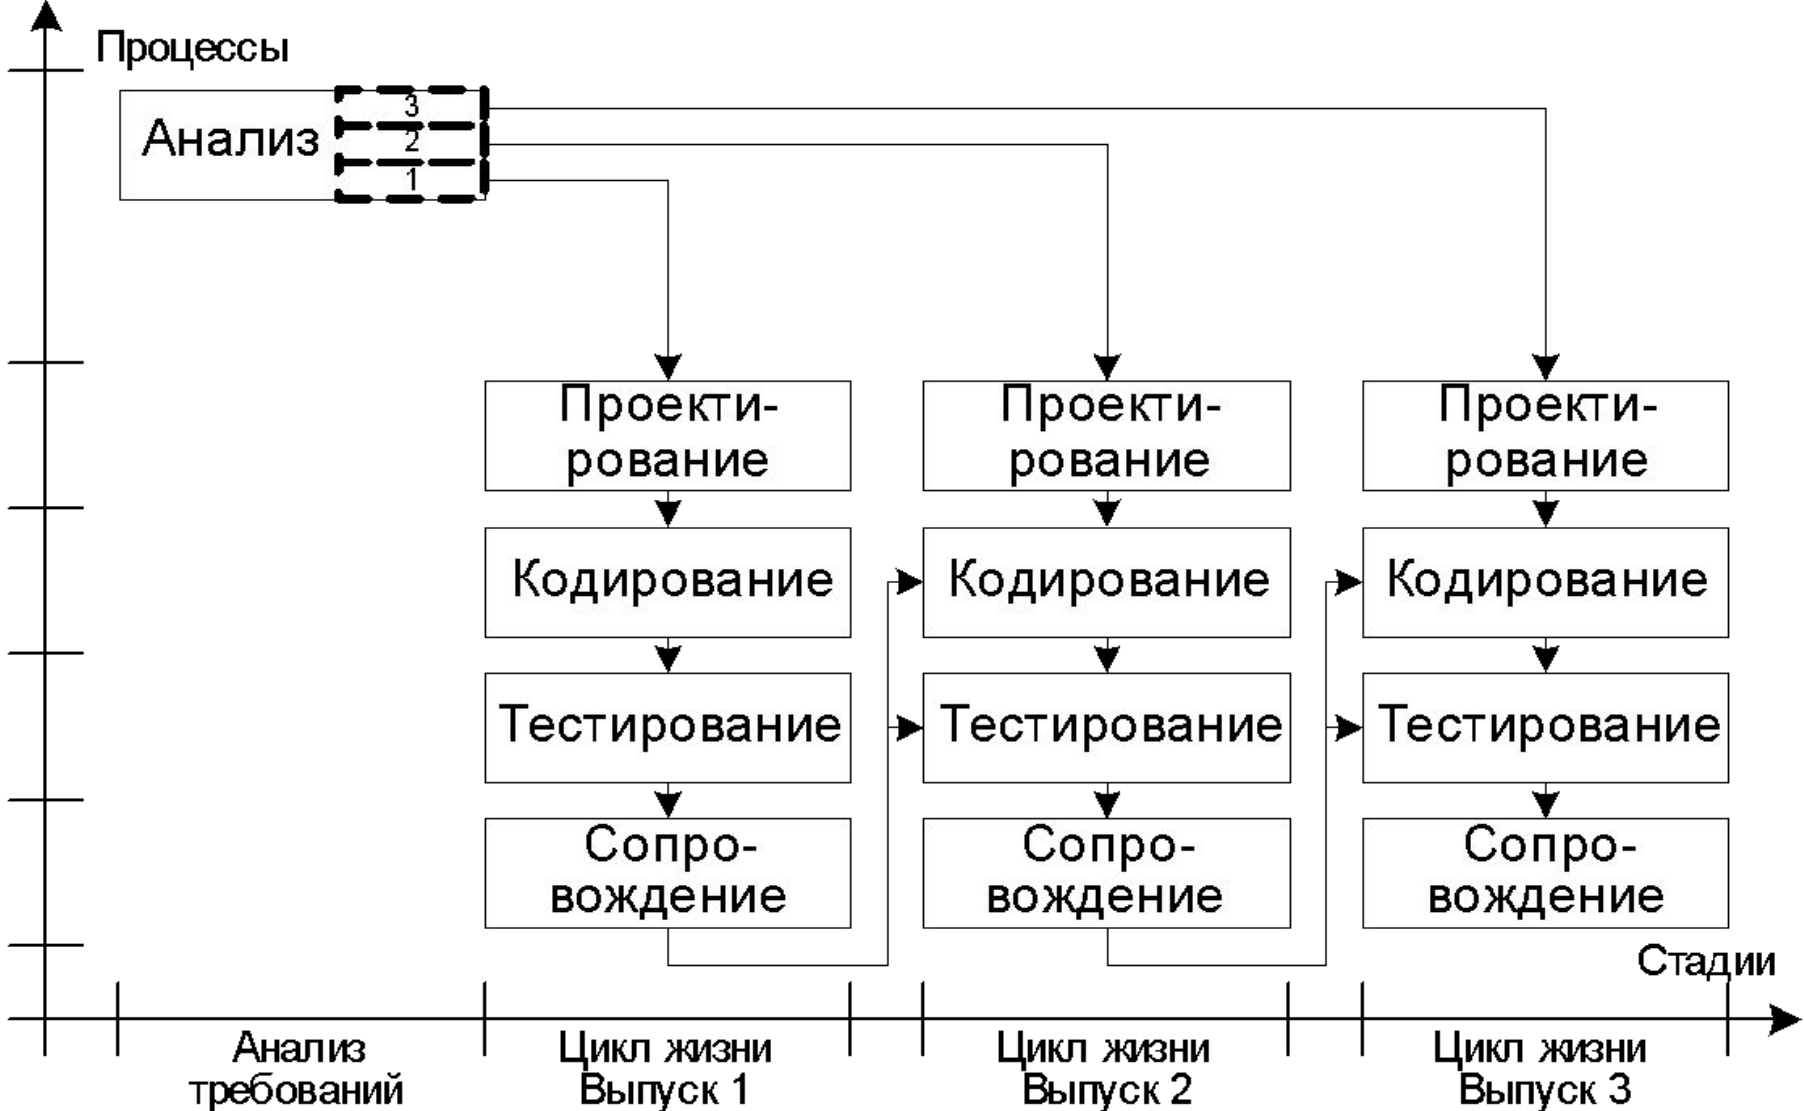 Процессы
Анализ
3
2
1
Проекти-
рование
Проекти-
рование
Проекти-
рование
Кодирование
Кодирование
Кодирование
Тестирование
Тестирование
Тестирование
Сопро-
вождение
Сопро-
вождение
Сопро-
вождение
Стадии
Анализ
требований
Цикл жизни
Выпуск 1
Цикл жизни
Выпуск 2
Цикл жизни
Выпуск 3